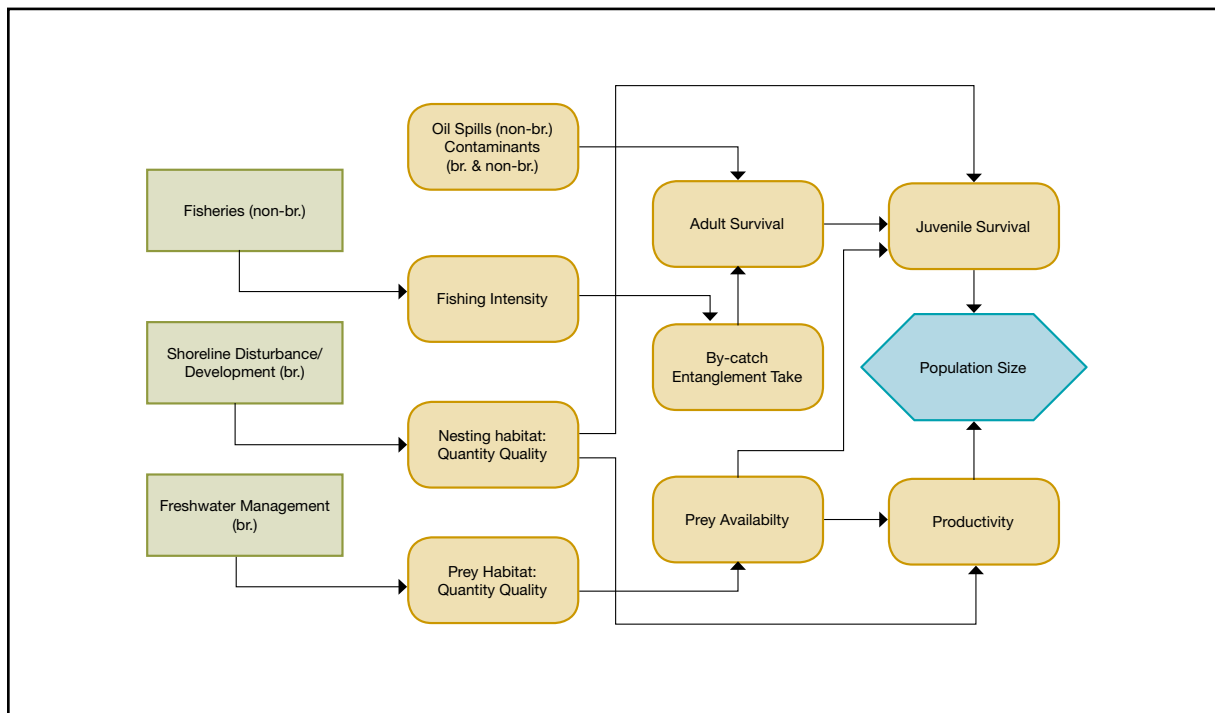 Oil Spills (non-br.)
Contaminants
(br. & non-br.)
Fisheries (non-br.)
Adult Survival
Juvenile Survival
Fishing Intensity
Shoreline Disturbance/
Development (br.)
By-catch
Entanglement Take
Population Size
Nesting habitat:
Quantity Quality
Freshwater Management
(br.)
Prey Availabilty
Productivity
Prey Habitat:
Quantity Quality